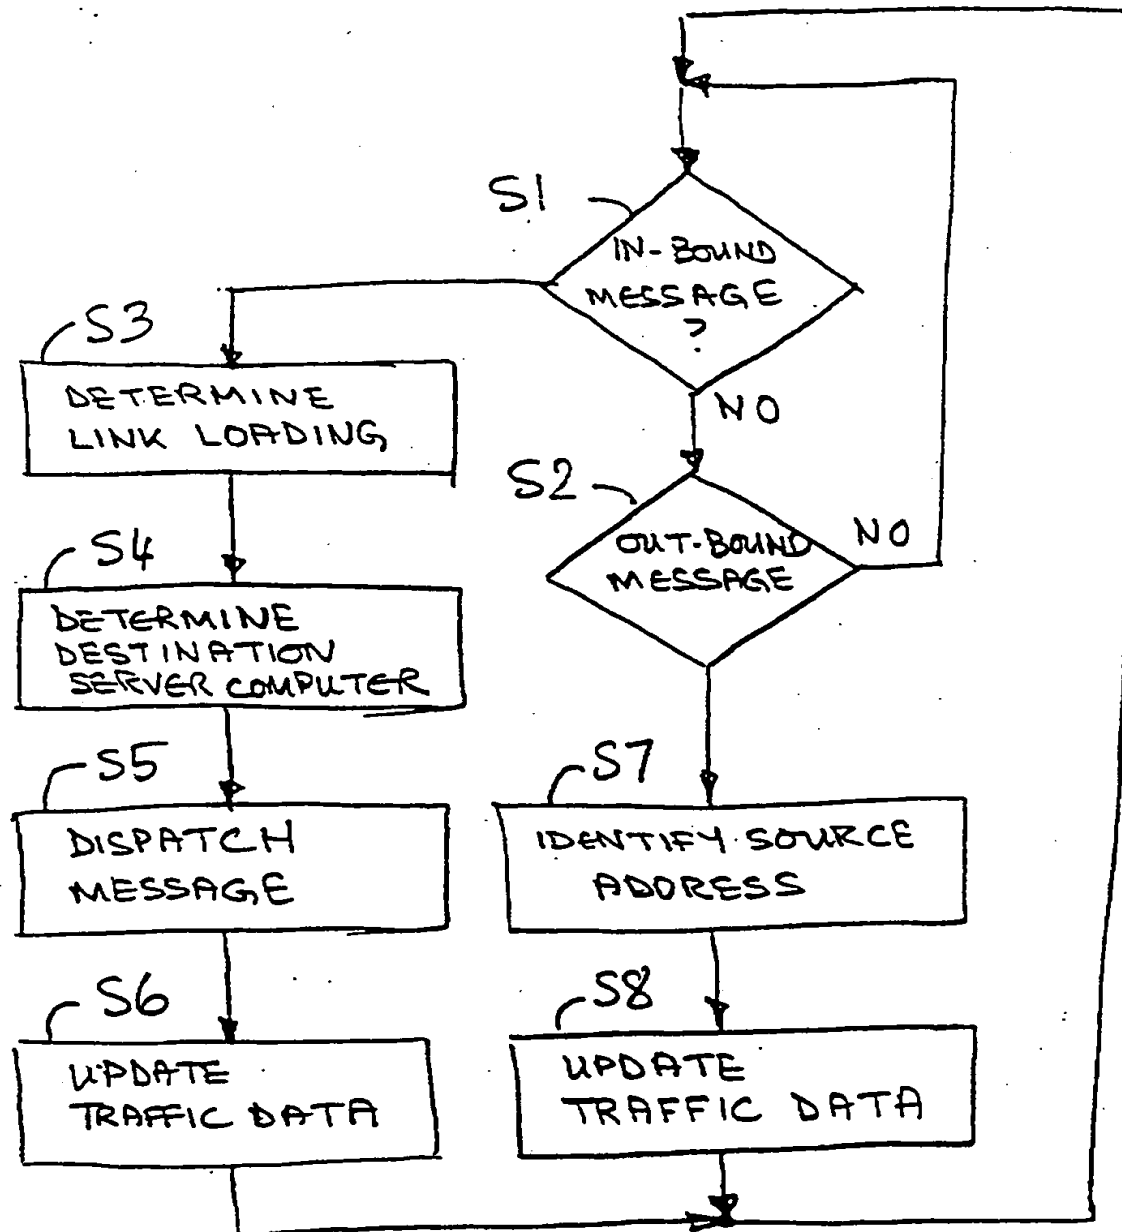 S1
IN-BOUND
MESSAGE
?
NO
S3
DETERMINE
LINK LOADING
S2
OUT-BOUND
MESSAGE
NO
S4
DETERMINE
DESTINATION
SERVER COMPUTER
S5
DISPATCH
MESSAGE
S7
IDENTIFY SOURCE
ADDRESS
S6
UPDATE
TRAFFIC DATA
S8
UPDATE
TRAFFIC DATA